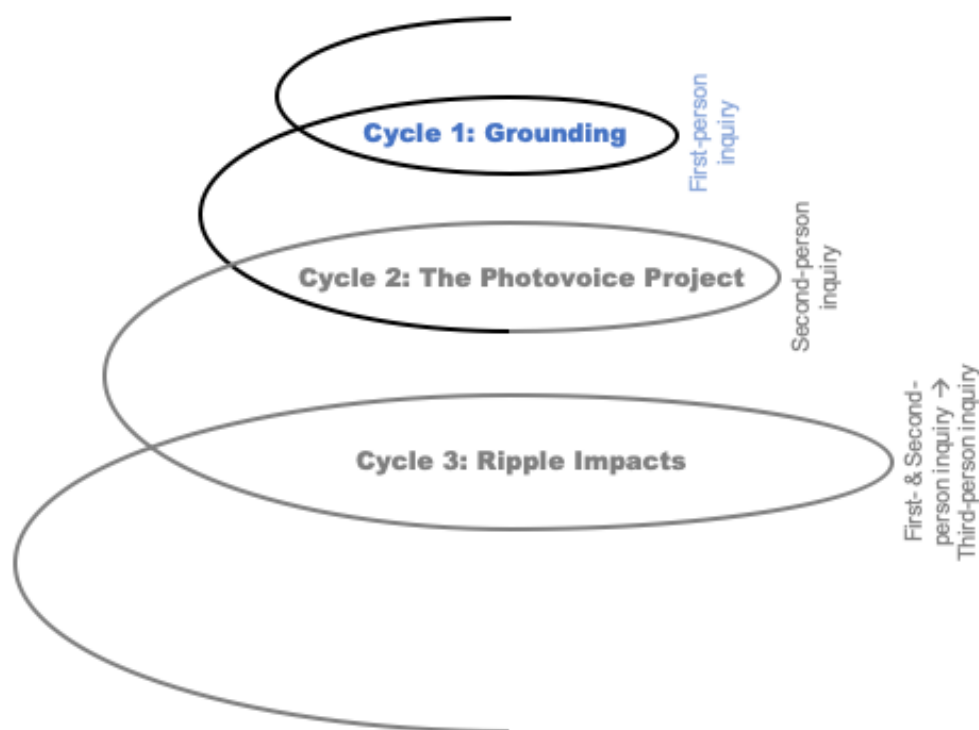 Cycle 1: Grounding
First-person
inquiry
Cycle 2: The Photovoice Project
Second-person
inquiry
Cycle 3: Ripple Impacts
First- & Second-
person inquiry →
Third-person inquiry